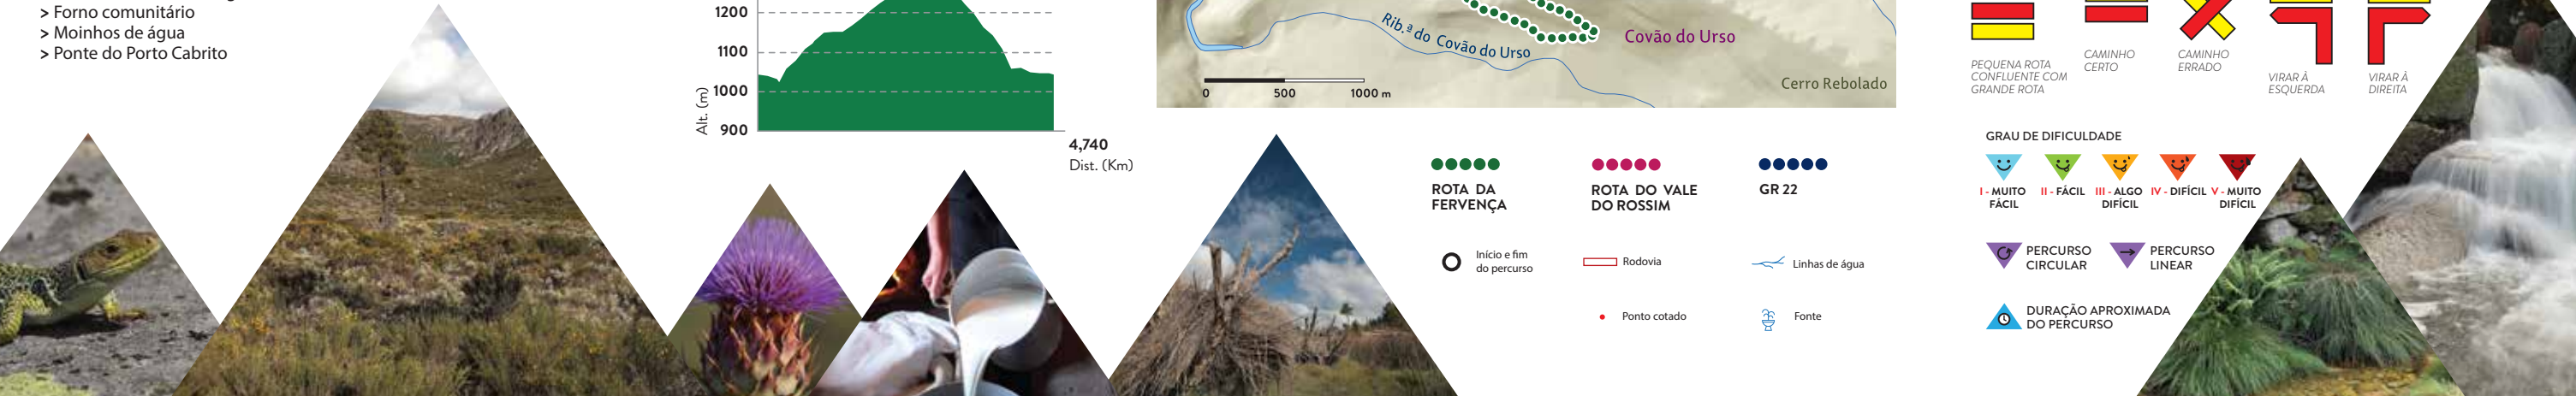 > Forno comunitário
> Moinhos de água
> Ponte do Porto Cabrito
1200
1100
1000
900
Alt. (m)
4,740
Dist. (Km)
Rib.ª do Covão do Urso
Covão do Urso
Cerro Rebolado
0 500 1000 m
ROTA DA
FERVENÇA
ROTA DO VALE
DO ROSSIM
GR 22
Início e fim
do percurso
Rodovia
Linhas de água
Ponto cotado
Fonte
PEQUENA ROTA
CONFLUENTE COM
GRANDE ROTA
CAMINHO
CERTO
CAMINHO
ERRADO
VIRAR À
ESQUERDA
VIRAR À
DIREITA
GRAU DE DIFICULDADE
I - MUITO
FÁCIL
II - FÁCIL
III - ALGO
DIFÍCIL
IV - DIFÍCIL
V - MUITO
DIFÍCIL
PERCURSO
CIRCULAR
PERCURSO
LINEAR
DURAÇÃO APROXIMADA
DO PERCURSO